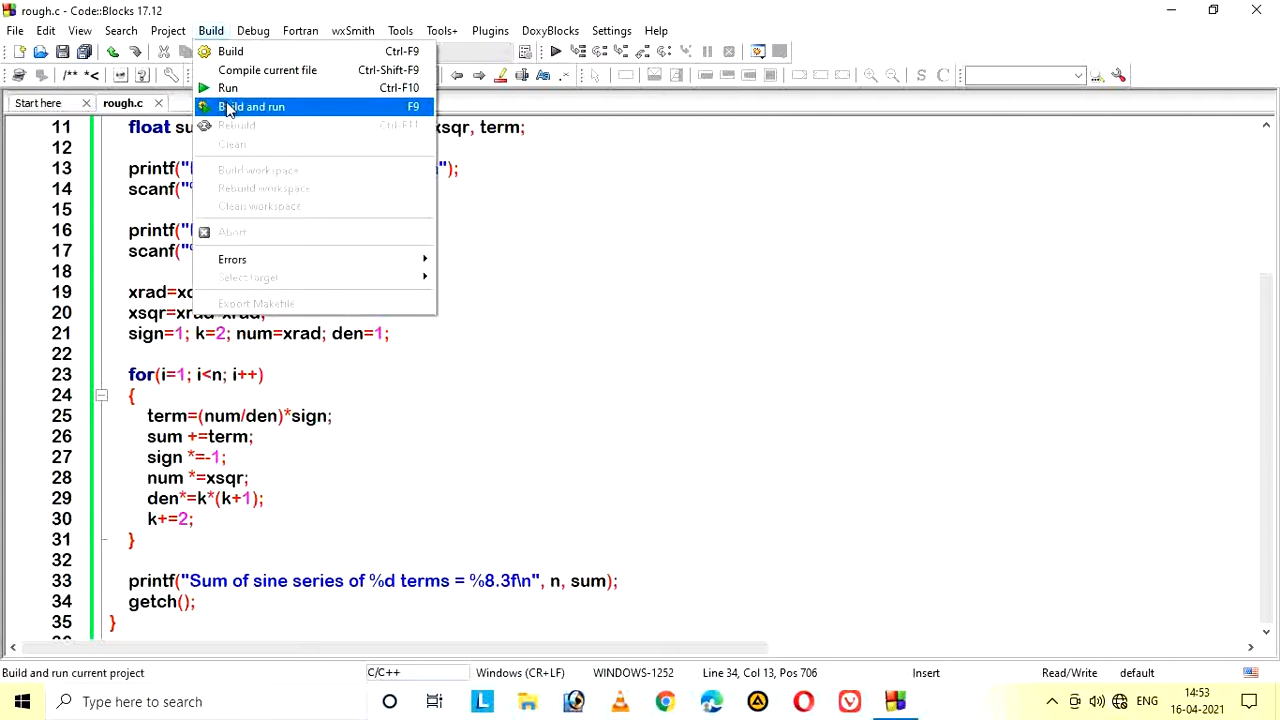 rough.c - Code::Blocks 17.12
File Edit View Search Project Build Debug Fortran wxSmith Tools Tools+ Plugins DoxyBlocks Settings Help
Build Ctrl-F9
Compile current file Ctrl-Shift-F9
Run Ctrl-F10
Build and run F9
Rebuild Ctrl-F11
Clean
Build workspace
Rebuild workspace
Clean workspace
Abort
Errors
Select target
Export Makefile
/** *<
S C
Start here rough.c
11 float su xsqr, term;
12
13 printf(" n");
14 scanf("
15
16 printf("
17 scanf("
18
19 xrad=x
20 xsqr=xrad*xrad;
21 sign=1; k=2; num=xrad; den=1;
22
23 for(i=1; i<n; i++)
24 {
25 term=(num/den)*sign;
26 sum +=term;
27 sign *=-1;
28 num *=xsqr;
29 den*=k*(k+1);
30 k+=2;
31 }
32
33 printf("Sum of sine series of %d terms = %8.3f\n", n, sum);
34 getch();
35 }
Build and run current project C/C++ Windows (CR+LF) WINDOWS-1252 Line 34, Col 13, Pos 706 Insert Read/Write default
Type here to search
ENG
14:53
16-04-2021